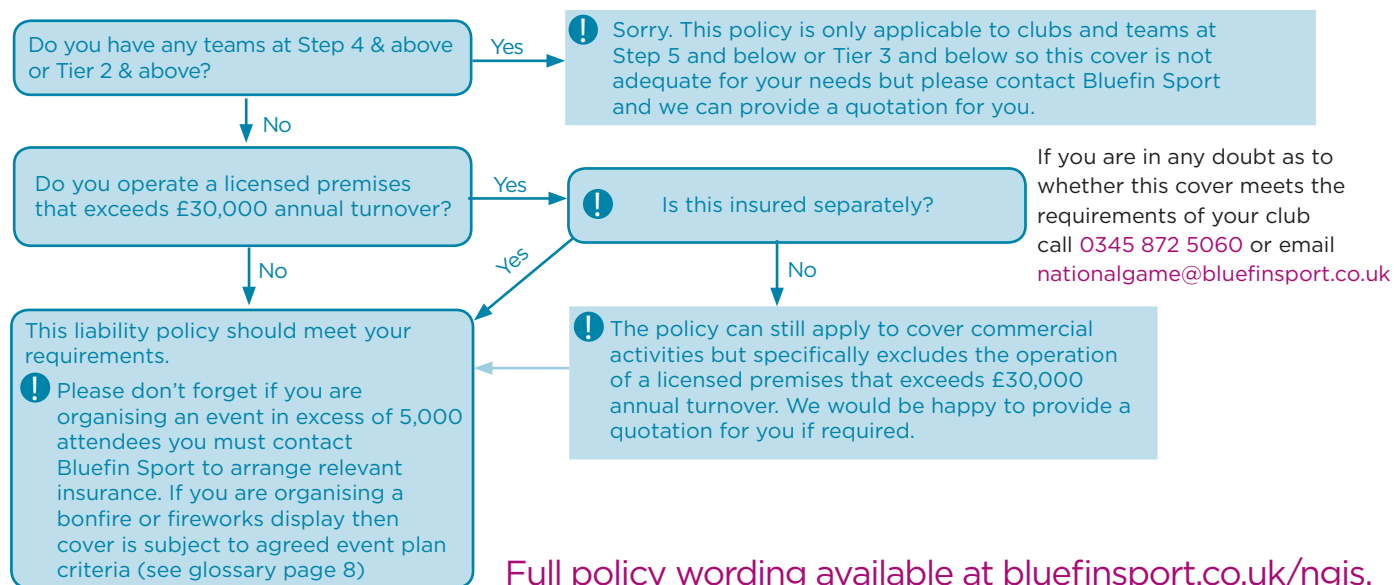 Do you have any teams at Step 4 & above
or Tier 2 & above?
Yes
! Sorry. This policy is only applicable to clubs and teams at
Step 5 and below or Tier 3 and below so this cover is not
adequate for your needs but please contact Bluefin Sport
and we can provide a quotation for you.
No
Do you operate a licensed premises
that exceeds £30,000 annual turnover?
Yes
! Is this insured separately?
If you are in any doubt as to
whether this cover meets the
requirements of your club
call 0345 872 5060 or email
nationalgame@bluefinsport.co.uk
No
Yes
No
This liability policy should meet your
requirements.
! Please don't forget if you are
organising an event in excess of 5,000
attendees you must contact
Bluefin Sport to arrange relevant
insurance. If you are organising a
bonfire or fireworks display then
cover is subject to agreed event plan
criteria (see glossary page 8)
! The policy can still apply to cover commercial
activities but specifically excludes the operation
of a licensed premises that exceeds £30,000
annual turnover. We would be happy to provide a
quotation for you if required.
Full policy wording available at bluefinsport.co.uk/ngis.